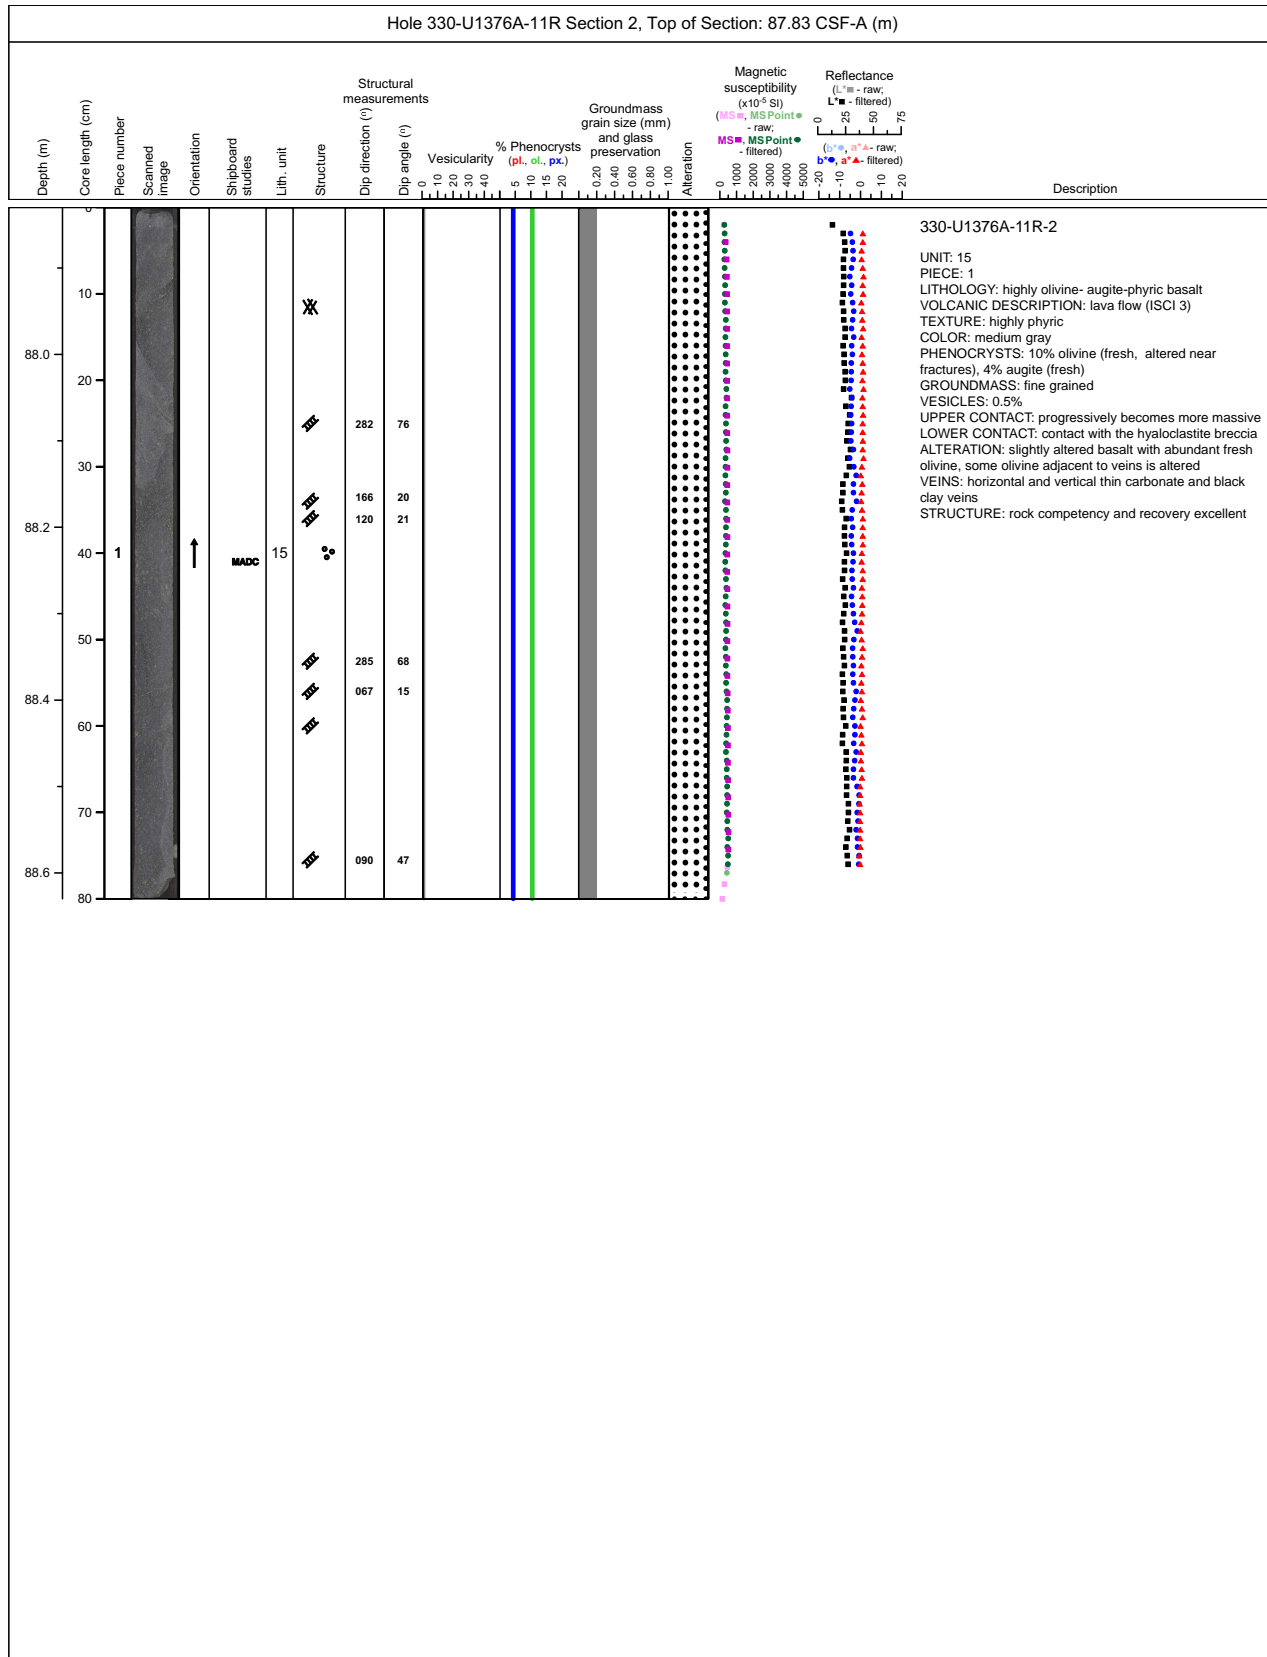 Hole 330-U1376A-11R Section 2, Top of Section: 87.83 CSF-A (m)
Depth (m)
Core length (cm)
Piece number
Scanned image
Orientation
Shipboard studies
Lith. unit
Structure
Structural measurements
Dip direction (º)
Dip angle (º)
Vesicularity
0 10 20 30 40
% Phenocrysts
(pl., ol., px.)
5 10 15 20
Groundmass
grain size (mm)
and glass
preservation
0.20 0.40 0.60 0.80 1.00
Alteration
Magnetic
susceptibility
(x10-5 SI)
(MS■, MSPoint●
- raw;
MS■, MSPoint●
- filtered)
0 1000 2000 3000 4000 5000
Reflectance
(L*■ - raw;
L*■ - filtered)
0 25 50 75
(b*●, a*▲- raw;
b*●, a*▲- filtered)
-20 -10 0 10 20
Description
0
10
88.0
20
282 76
30
166 20
88.2
120 21
1
40
MADC
15
50
285 68
067 15
88.4
60
70
090 47
88.6
80
330-U1376A-11R-2
UNIT: 15
PIECE: 1
LITHOLOGY: highly olivine- augite-phyric basalt
VOLCANIC DESCRIPTION: lava flow (ISCI 3)
TEXTURE: highly phyric
COLOR: medium gray
PHENOCRYSTS: 10% olivine (fresh, altered near
fractures), 4% augite (fresh)
GROUNDMASS: fine grained
VESICLES: 0.5%
UPPER CONTACT: progressively becomes more massive
LOWER CONTACT: contact with the hyaloclastite breccia
ALTERATION: slightly altered basalt with abundant fresh
olivine, some olivine adjacent to veins is altered
VEINS: horizontal and vertical thin carbonate and black
clay veins
STRUCTURE: rock competency and recovery excellent